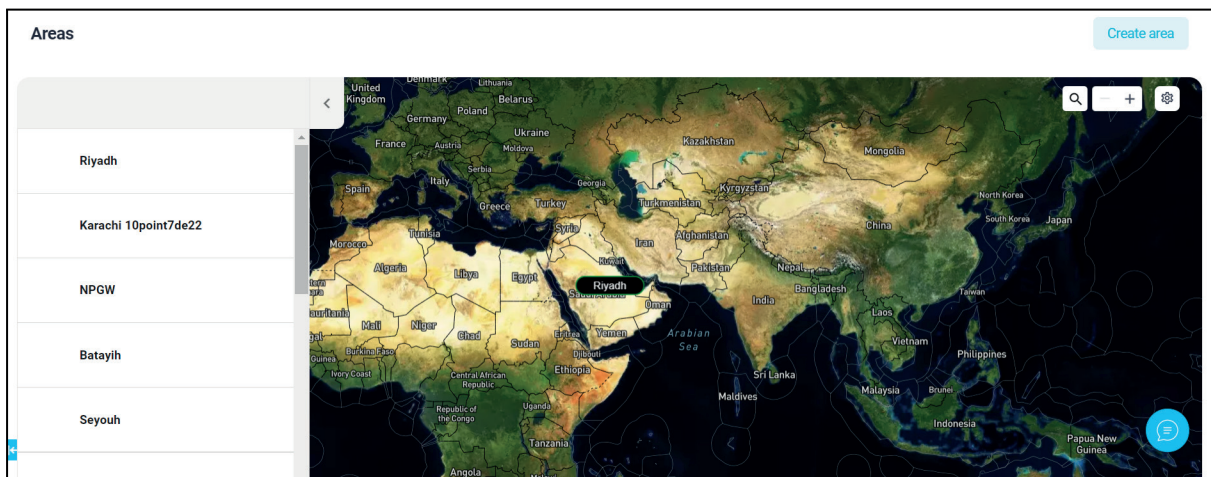 Areas
Create area
Riyadh
Karachi 10point7de22
NPGW
Batayih
Seyouh
Denmark
Lithuania
United
Kingdom
Belarus
Poland
Germany
Ukraine
France
Austria
Moldova
Kazakhstan
Mongolia
Serbia
Italy
Georgia
Spain
Kyrgyzstan
North Korea
Greece
Turkey
Turkmenistan
South Korea
Japan
Syria
China
Tunisia
Afghanistan
Morocco
Iran
Kuwait
Algeria
Libya
Egypt
Pakistan
Nepal
Riyadh
Bangladesh
Taiwan
India
Oman
Laos
Mali
Niger
Chad
Eritrea
Yemen
Arabian
Sea
Sudan
Vietnam
Burkina Faso
Djibouti
Philippines
Guinea
Ethiopia
Ivory Coast
Central African
Republic
Sri Lanka
Malaysia
Brunei
Maldives
Republic of
the Congo
Uganda
Indonesia
Tanzania
Papua New
Guinea
Angola